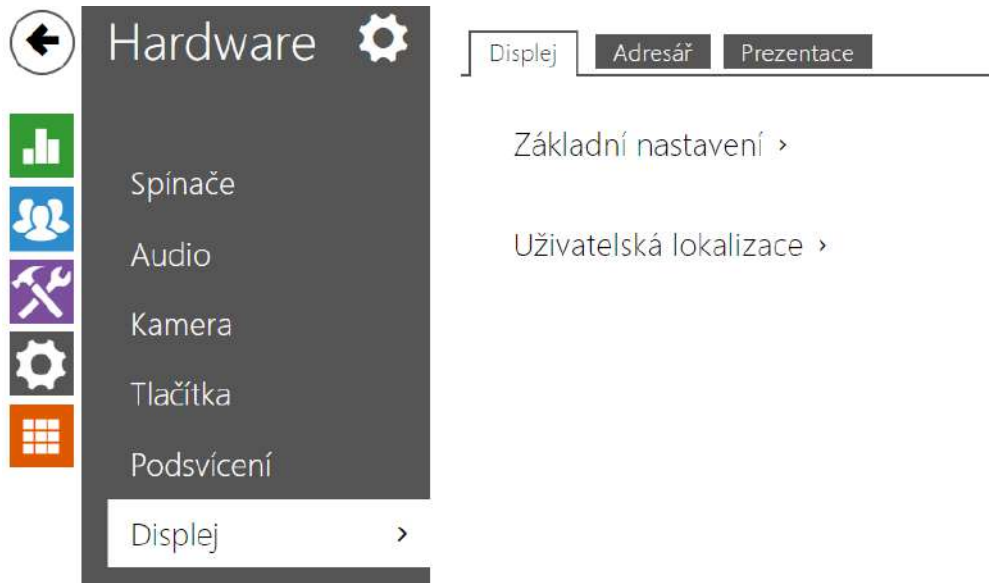 Hardware
Spínače
Audio
Kamera
Tlačítka
Podsvícení
Displej
Displej Adresář Prezentace
Základní nastavení
Uživatelská lokalizace